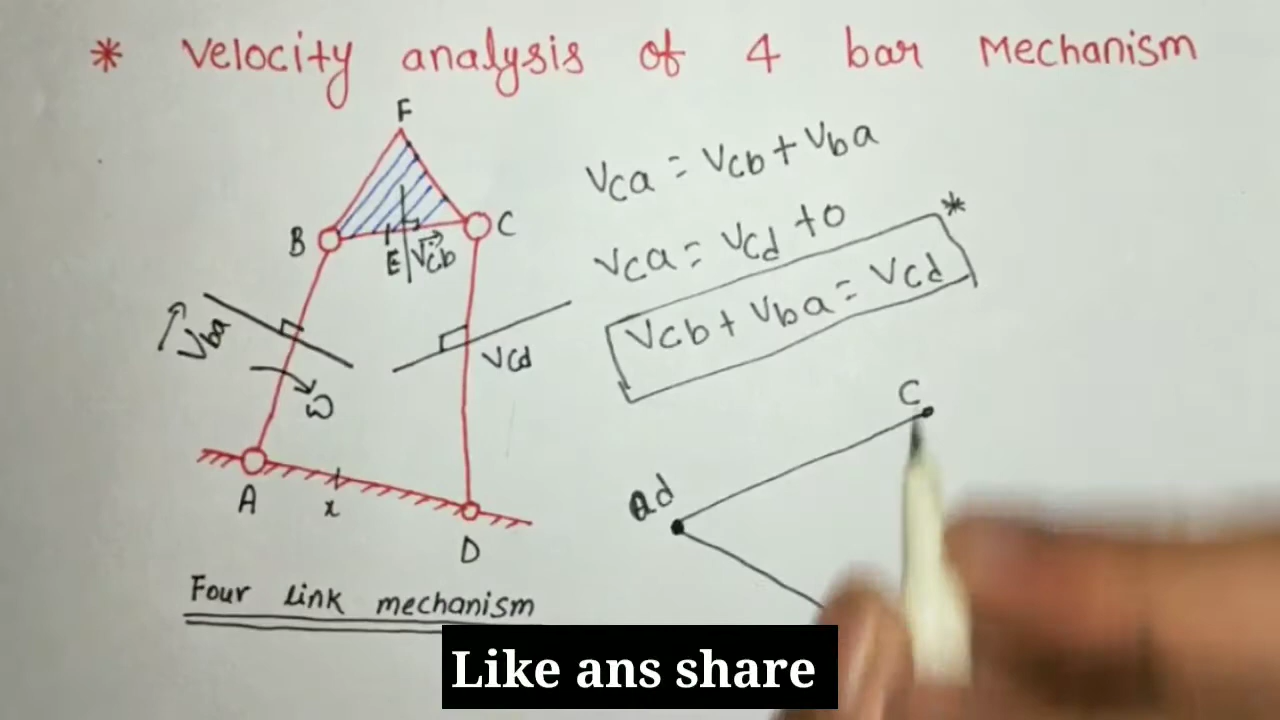 * Velocity analysis of 4 bar Mechanism
F
B
C
E
Vcb
Vba
ω
Vcd
A
x
D
Four Link mechanism
Vca = Vcb + Vba
Vca = Vcd + o
Vcb + Vba = Vcd *
C
ad
Like ans share